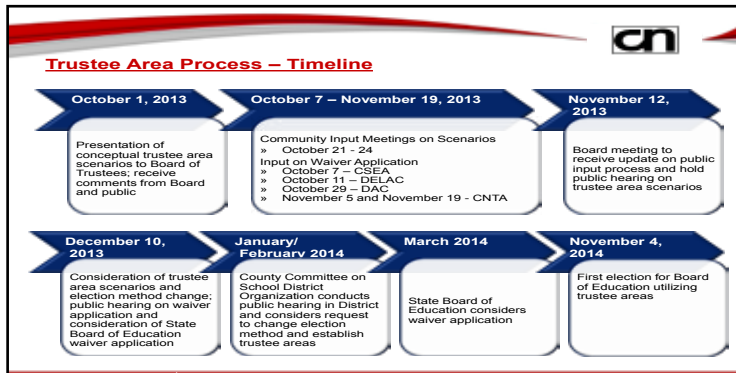 cn
Trustee Area Process – Timeline
October 1, 2013
Presentation of
conceptual trustee area
scenarios to Board of
Trustees; receive
comments from Board
and public
October 7 – November 19, 2013
Community Input Meetings on Scenarios
» October 21 - 24
Input on Waiver Application
» October 7 – CSEA
» October 11 – DELAC
» October 29 – DAC
» November 5 and November 19 - CNTA
November 12,
2013
Board meeting to
receive update on public
input process and hold
public hearing on
trustee area scenarios
December 10,
2013
Consideration of trustee
area scenarios and
election method change;
public hearing on waiver
application and
consideration of State
Board of Education
waiver application
January/
February 2014
County Committee on
School District
Organization conducts
public hearing in District
and considers request
to change election
method and establish
trustee areas
March 2014
State Board of
Education considers
waiver application
November 4,
2014
First election for Board
of Education utilizing
trustee areas